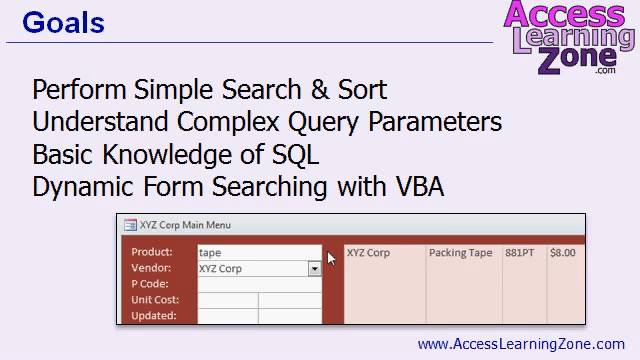 Goals
Access
Learning
Zone
.com
Perform Simple Search & Sort
Understand Complex Query Parameters
Basic Knowledge of SQL
Dynamic Form Searching with VBA
XYZ Corp Main Menu
Product: tape XYZ Corp Packing Tape 881PT $8.00
Vendor: XYZ Corp
P Code:
Unit Cost:
Updated:
www.AccessLearningZone.com